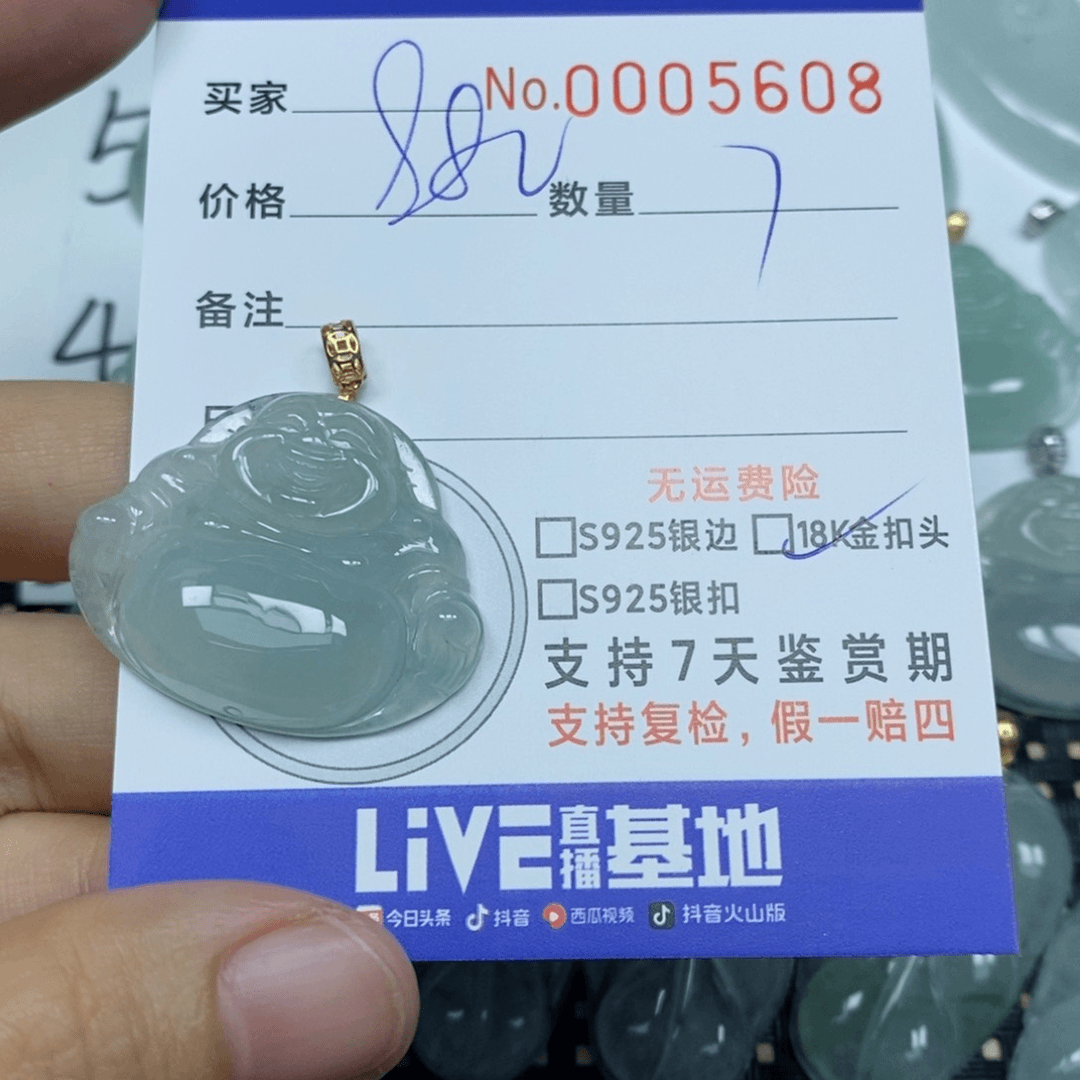 买家 No.0005608
价格 数量 7
备注
无运费险
S925银边 18K金扣头
S925银扣
支持7天鉴赏期
支持复检，假一赔四
LiVE直播基地
今日头条 抖音 西瓜视频 抖音火山版
5
4